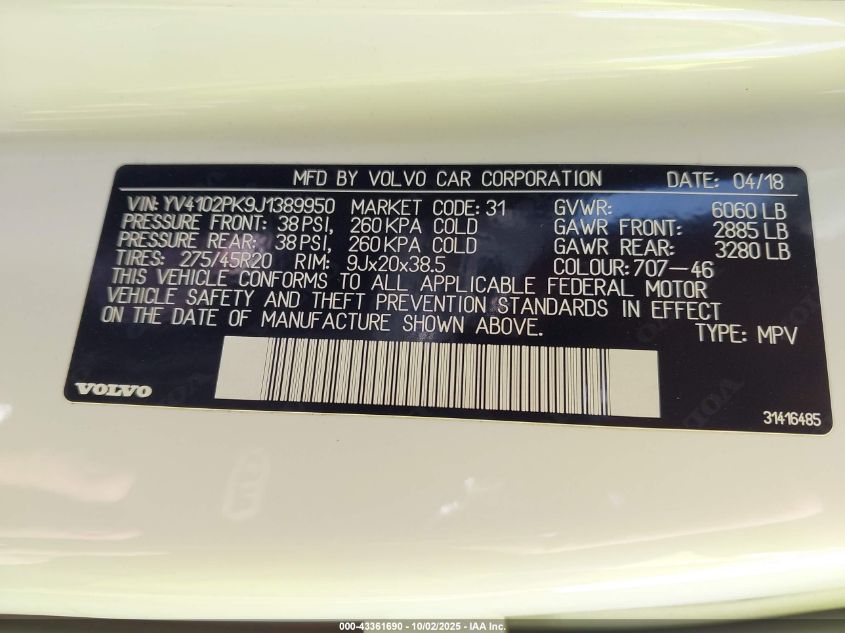 MFD BY VOLVO CAR CORPORATION DATE: 04/18
VIN: YV4102PK9J1389950 MARKET CODE: 31 GVWR: 6060 LB
PRESSURE FRONT: 38 PSI, 260 KPA COLD GAWR FRONT: 2885 LB
PRESSURE REAR: 38 PSI, 260 KPA COLD GAWR REAR: 3280 LB
TIRES: 275/45R20 RIM: 9Jx20x38.5 COLOUR: 707-46
THIS VEHICLE CONFORMS TO ALL APPLICABLE FEDERAL MOTOR
VEHICLE SAFETY AND THEFT PREVENTION STANDARDS IN EFFECT
ON THE DATE OF MANUFACTURE SHOWN ABOVE.
TYPE: MPV
VOLVO
31416485
000-43361690 - 10/02/2025 - IAA Inc.